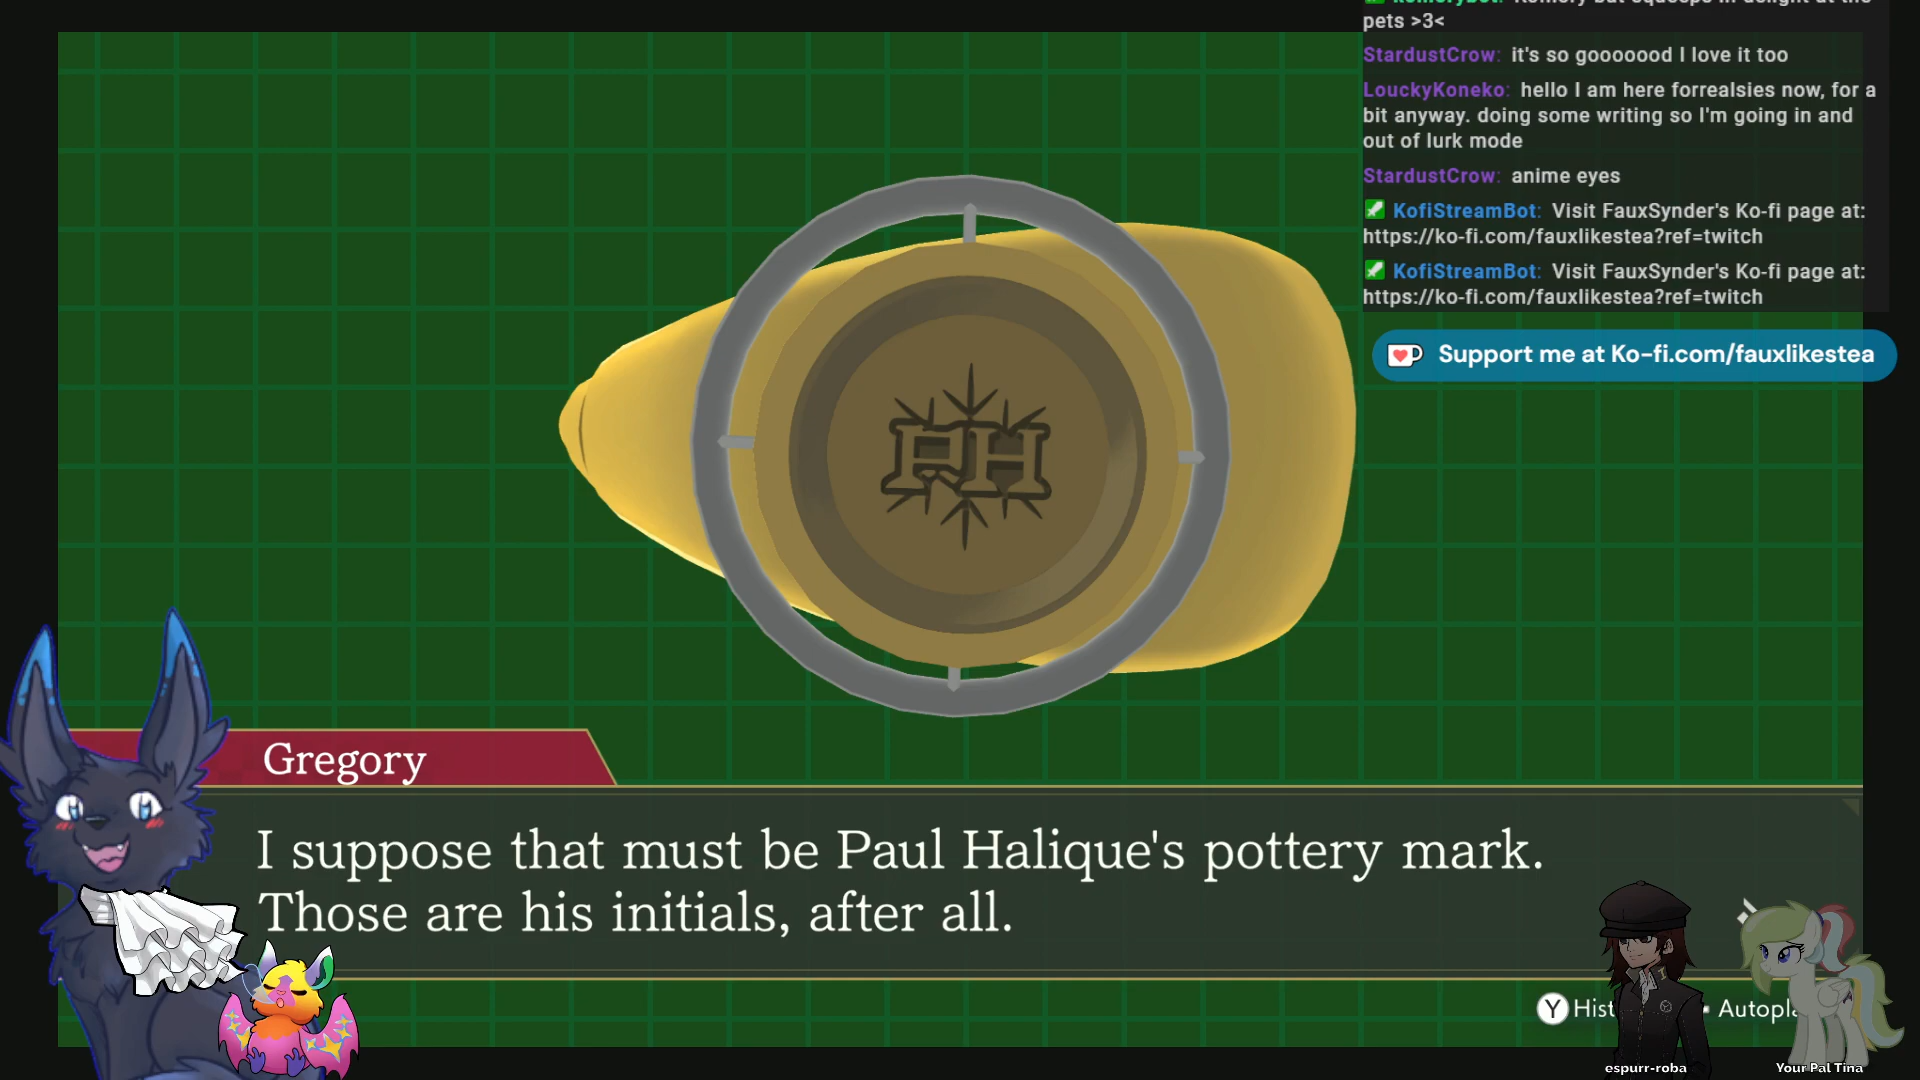 pets >3<
StardustCrow: it's so gooooood I love it too
LouckyKoneko: hello I am here forrealsies now, for a
bit anyway. doing some writing so I'm going in and
out of lurk mode
StardustCrow: anime eyes
KofiStreamBot: Visit FauxSynder's Ko-fi page at:
https://ko-fi.com/fauxlikestea?ref=twitch
KofiStreamBot: Visit FauxSynder's Ko-fi page at:
https://ko-fi.com/fauxlikestea?ref=twitch
Support me at Ko-fi.com/fauxlikestea
PH
Gregory
I suppose that must be Paul Halique's pottery mark.
Those are his initials, after all.
Y Hist Autopla
espurr-roba
Your Pal Tina